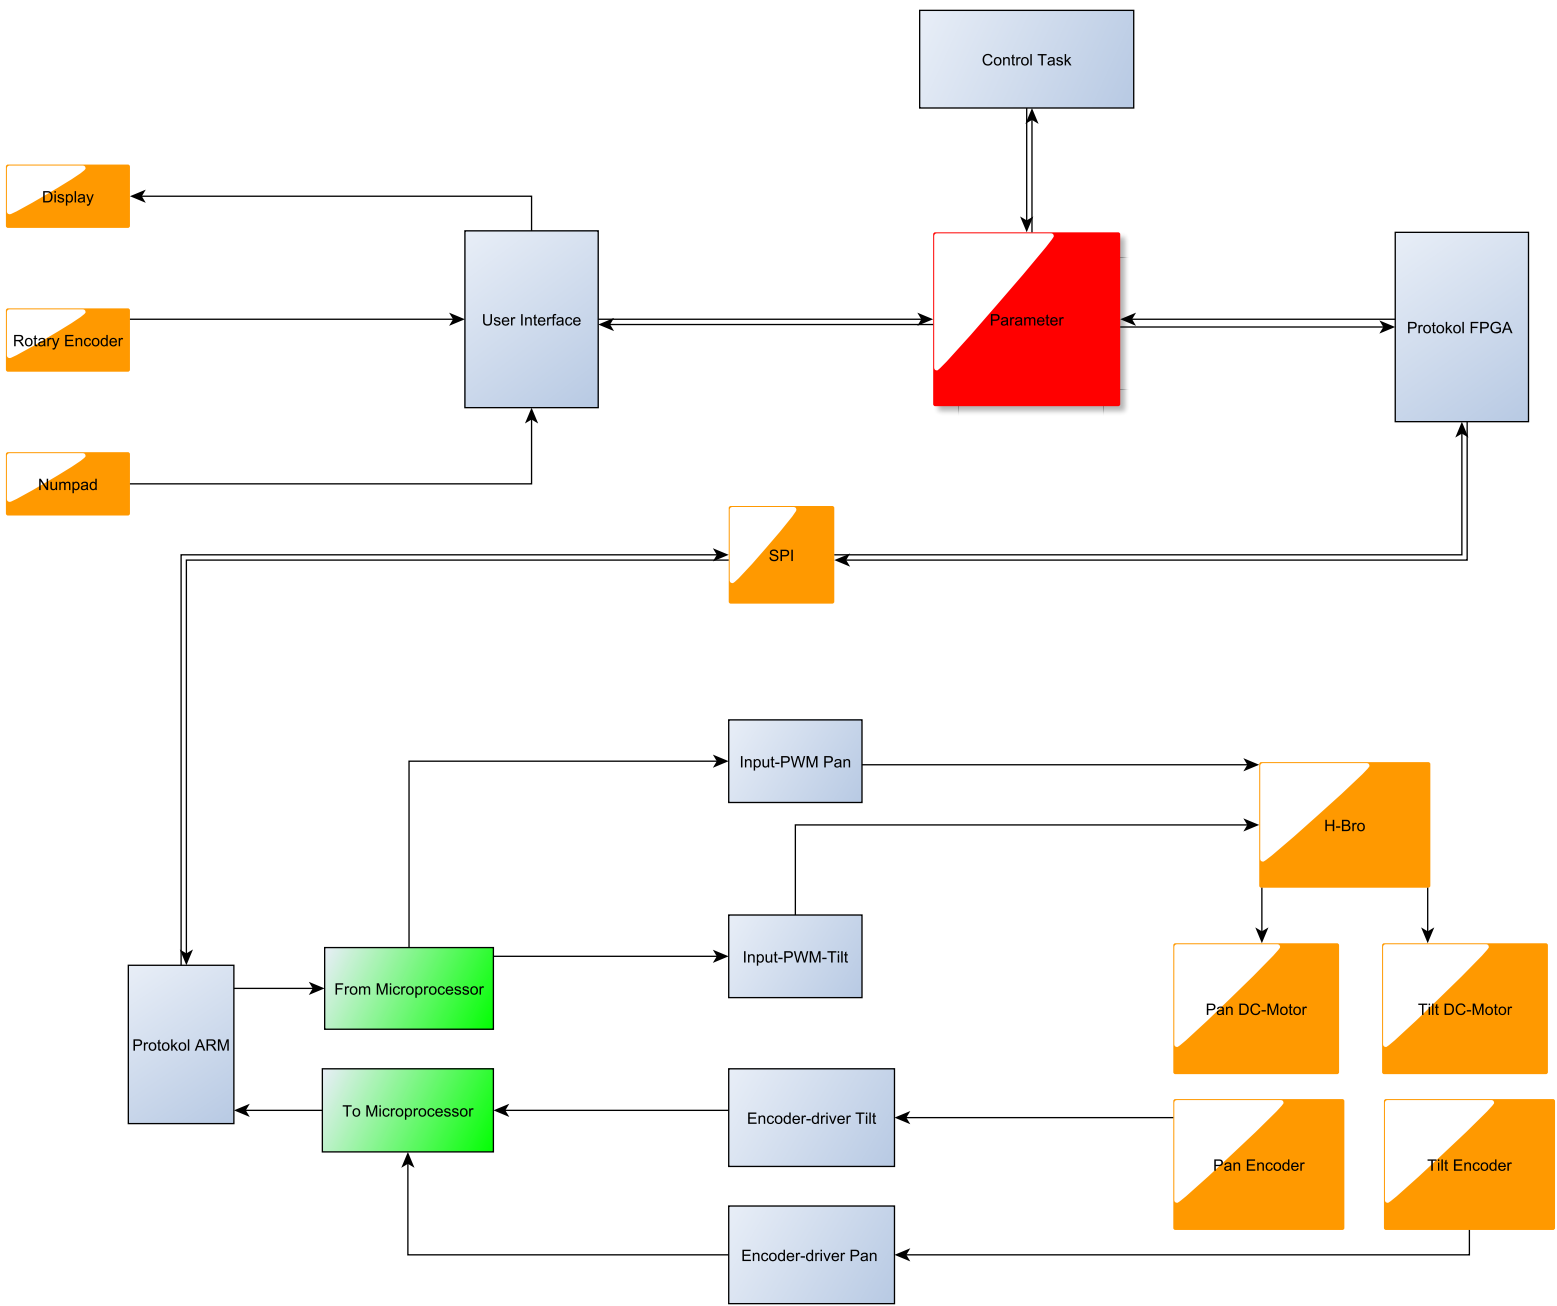 Control Task
Display
User Interface
Parameter
Protokol FPGA
Rotary Encoder
Numpad
SPI
Input-PWM Pan
H-Bro
Input-PWM-Tilt
From Microprocessor
Pan DC-Motor
Tilt DC-Motor
Protokol ARM
To Microprocessor
Encoder-driver Tilt
Pan Encoder
Tilt Encoder
Encoder-driver Pan